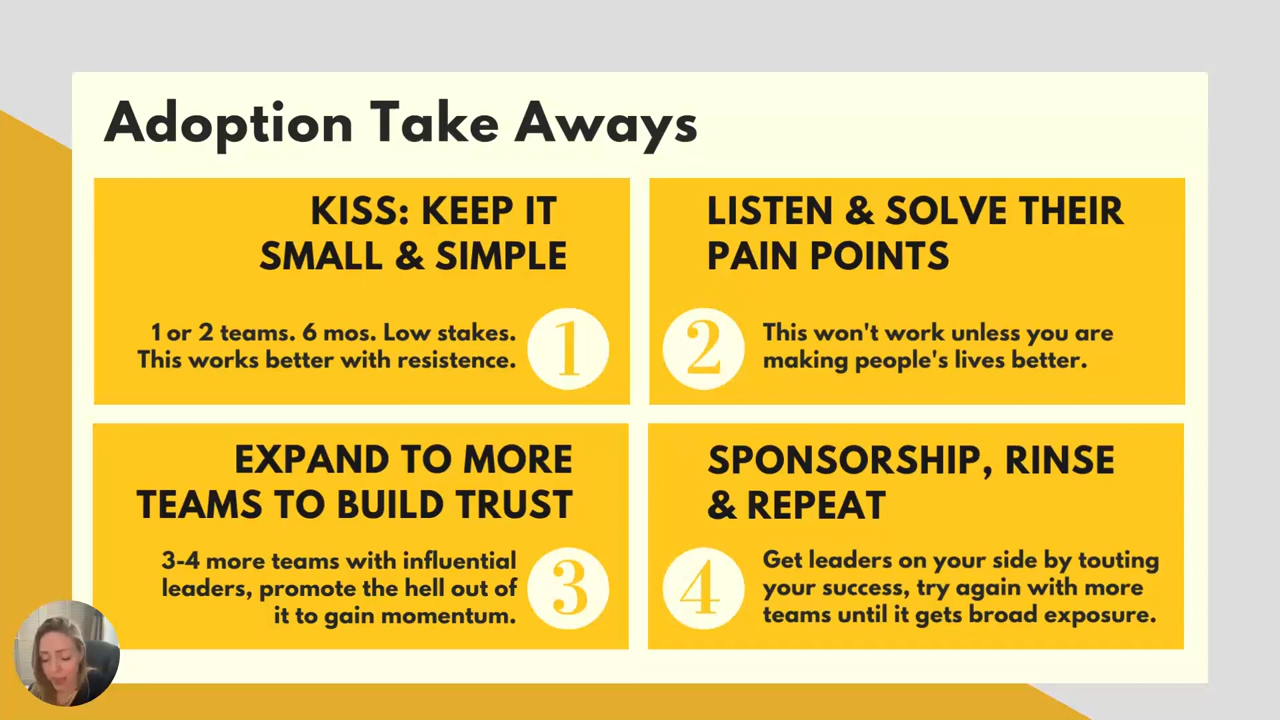 Adoption Take Aways
KISS: KEEP IT
SMALL & SIMPLE
1 or 2 teams. 6 mos. Low stakes.
This works better with resistence.
1
LISTEN & SOLVE THEIR
PAIN POINTS
2
This won't work unless you are
making people's lives better.
EXPAND TO MORE
TEAMS TO BUILD TRUST
3-4 more teams with influential
leaders, promote the hell out of
it to gain momentum.
3
SPONSORSHIP, RINSE
& REPEAT
4
Get leaders on your side by touting
your success, try again with more
teams until it gets broad exposure.